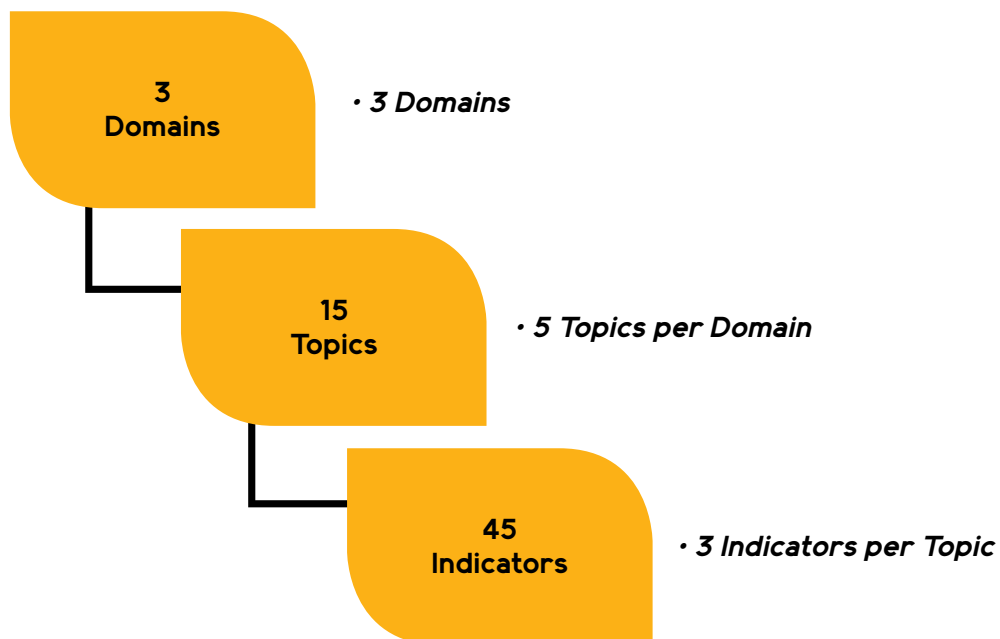 3
Domains
• 3 Domains
15
Topics
• 5 Topics per Domain
45
Indicators
• 3 Indicators per Topic